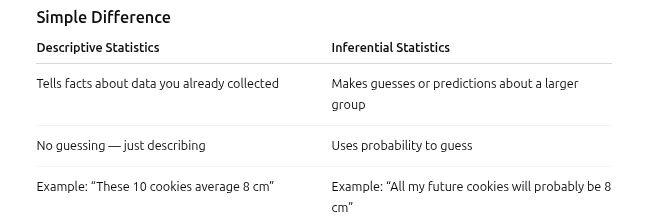 Simple Difference
Descriptive Statistics
Inferential Statistics
Tells facts about data you already collected
Makes guesses or predictions about a larger
group
No guessing — just describing
Uses probability to guess
Example: “These 10 cookies average 8 cm”
Example: “All my future cookies will probably be 8
cm”